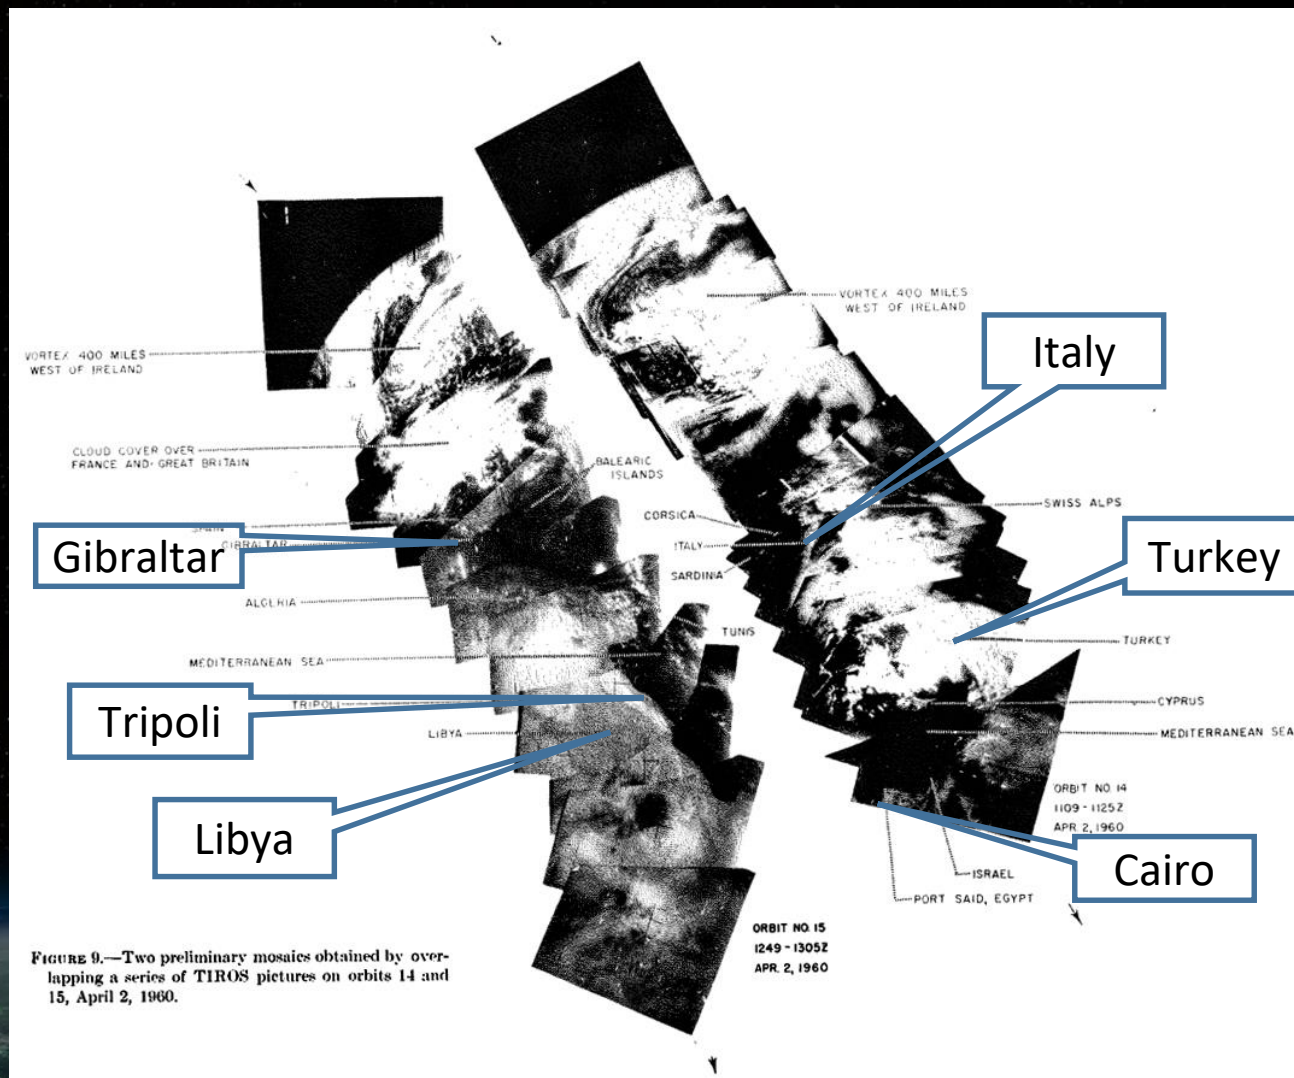 VORTEX 400 MILES
WEST OF IRELAND
CLOUD COVER OVER
FRANCE AND GREAT BRITAIN
BALEARIC
ISLANDS
SPAIN
GIBRALTAR
Gibraltar
ALGERIA
TUNIS
MEDITERRANEAN SEA
TRIPOLI
Tripoli
LIBYA
Libya
ORBIT NO. 15
1249 - 1305Z
APR. 2, 1960
VORTEX 400 MILES
WEST OF IRELAND
Italy
SWISS ALPS
CORSICA
ITALY
SARDINIA
Turkey
TURKEY
CYPRUS
MEDITERRANEAN SEA
ORBIT NO. 14
1109 - 1125Z
APR. 2, 1960
Cairo
ISRAEL
PORT SAID, EGYPT
FIGURE 9.—Two preliminary mosaics obtained by over-
lapping a series of TIROS pictures on orbits 14 and
15, April 2, 1960.